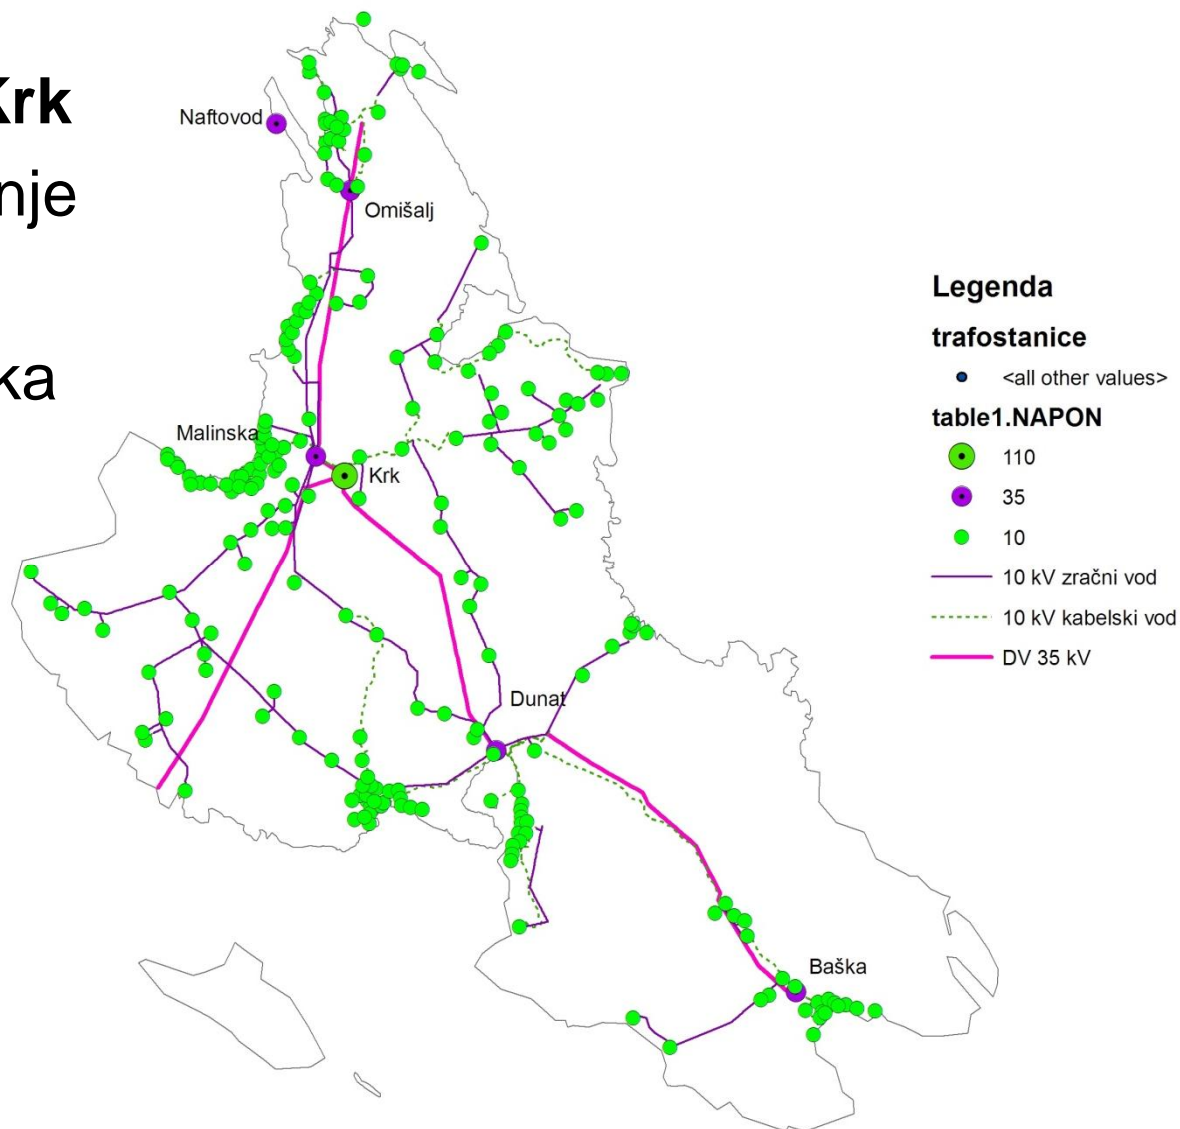 Krk
nje
ka
Naftovod
Omišalj
Malinska
Krk
Dunat
Baška
Legenda
trafostanice
<all other values>
table1.NAPON
110
35
10
10 kV zračni vod
10 kV kabelski vod
DV 35 kV